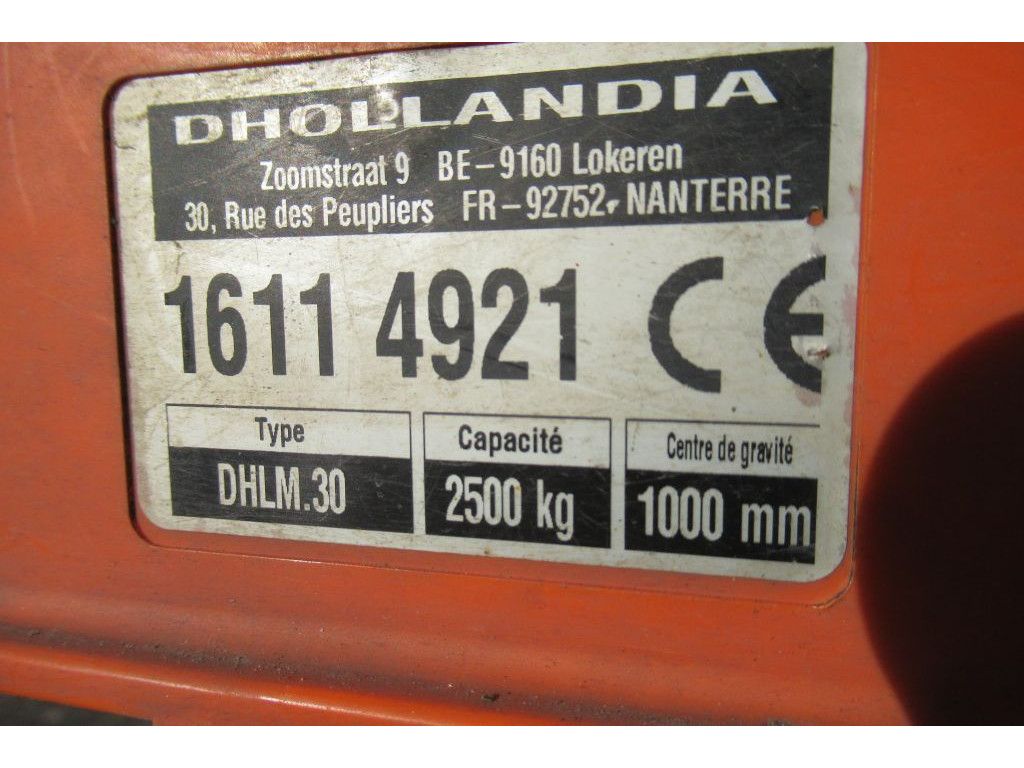 DHOLLANDIA
Zoomstraat 9 BE-9160 Lokeren
30, Rue des Peupliers FR-92752 NANTERRE
1611 4921 CE
Type Capacité Centre de gravité
DHLM.30 2500 kg 1000 mm